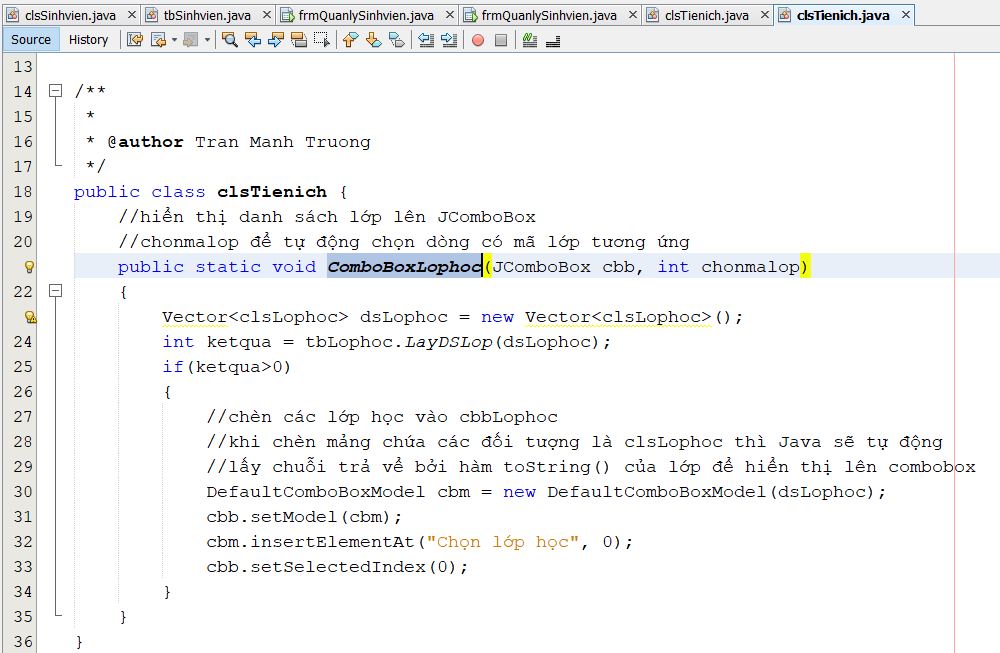 clsSinhvien.java × tbSinhvien.java × frmQuanlySinhvien.java × frmQuanlySinhvien.java × clsTienich.java × clsTienich.java ×
Source History
13
14 /**
15 *
16 * @author Tran Manh Truong
17 */
18 public class clsTienich {
19 //hiển thị danh sách lớp lên JComboBox
20 //chonmalop để tự động chọn dòng có mã lớp tương ứng
public static void ComboBoxLophoc(JComboBox cbb, int chonmalop)
22 {
Vector<clsLophoc> dsLophoc = new Vector<clsLophoc>();
24 int ketqua = tbLophoc.LayDSLop(dsLophoc);
25 if(ketqua>0)
26 {
27 //chèn các lớp học vào cbbLophoc
28 //khi chèn mảng chứa các đối tượng là clsLophoc thì Java sẽ tự động
29 //lấy chuỗi trả về bởi hàm toString() của lớp để hiển thị lên combobox
30 DefaultComboBoxModel cbm = new DefaultComboBoxModel(dsLophoc);
31 cbb.setModel(cbm);
32 cbm.insertElementAt("Chọn lớp học", 0);
33 cbb.setSelectedIndex(0);
34 }
35 }
36 }